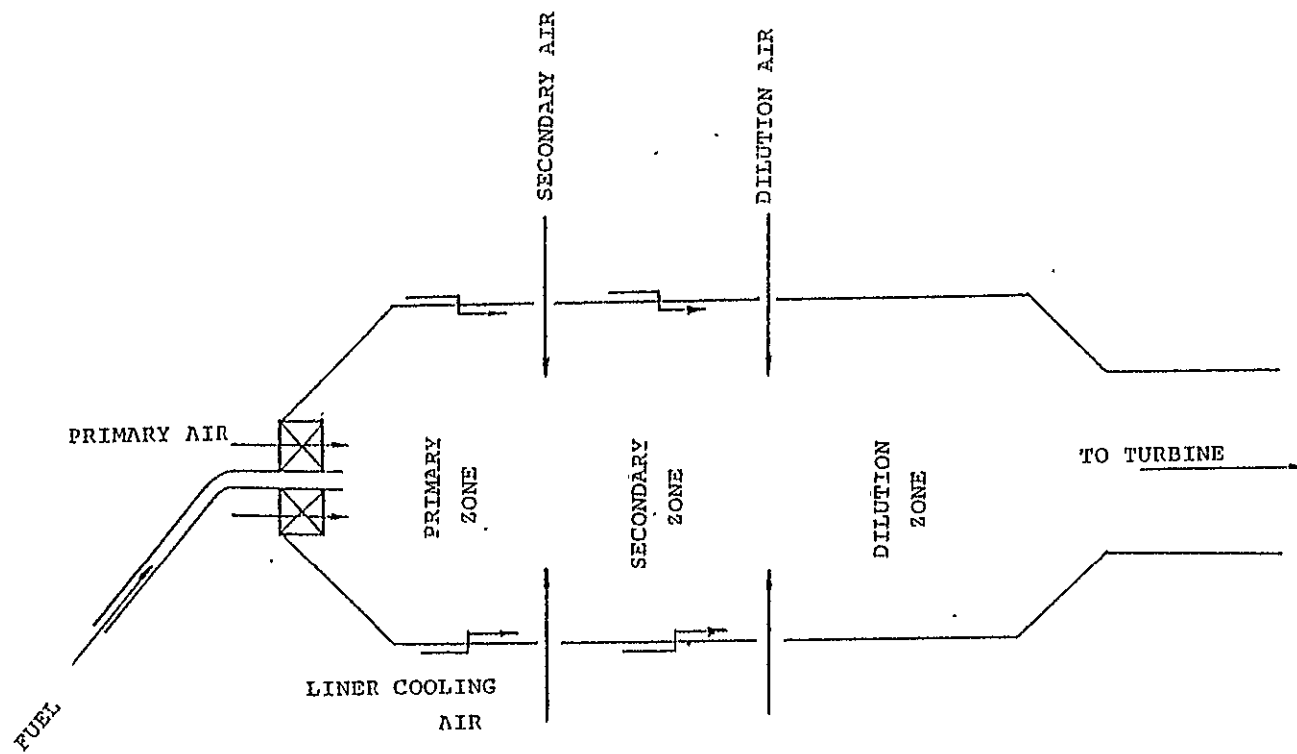 SECONDARY AIR
DILUTION AIR
PRIMARY AIR
PRIMARY
ZONE
SECONDARY
ZONE
DILUTION
ZONE
TO TURBINE
LINER COOLING
AIR
FUEL